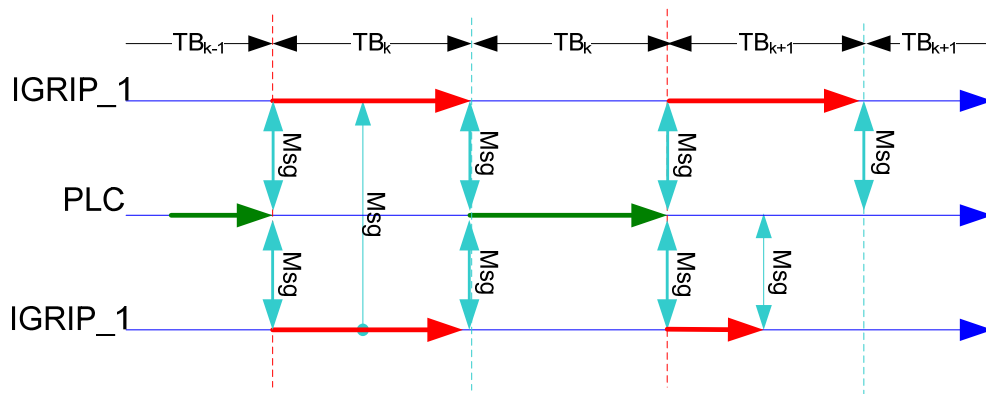 TBk-1 TBk TBk TBk+1 TBk+1
IGRIP_1
Msg Msg Msg Msg
PLC
Msg
Msg Msg Msg Msg
IGRIP_1